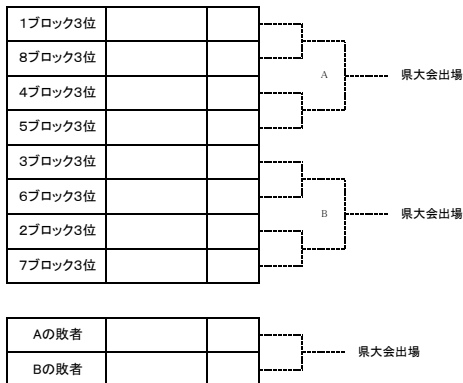 1ブロック3位
8ブロック3位
A
県大会出場
4ブロック3位
5ブロック3位
3ブロック3位
6ブロック3位
B
県大会出場
2ブロック3位
7ブロック3位
Aの敗者
県大会出場
Bの敗者